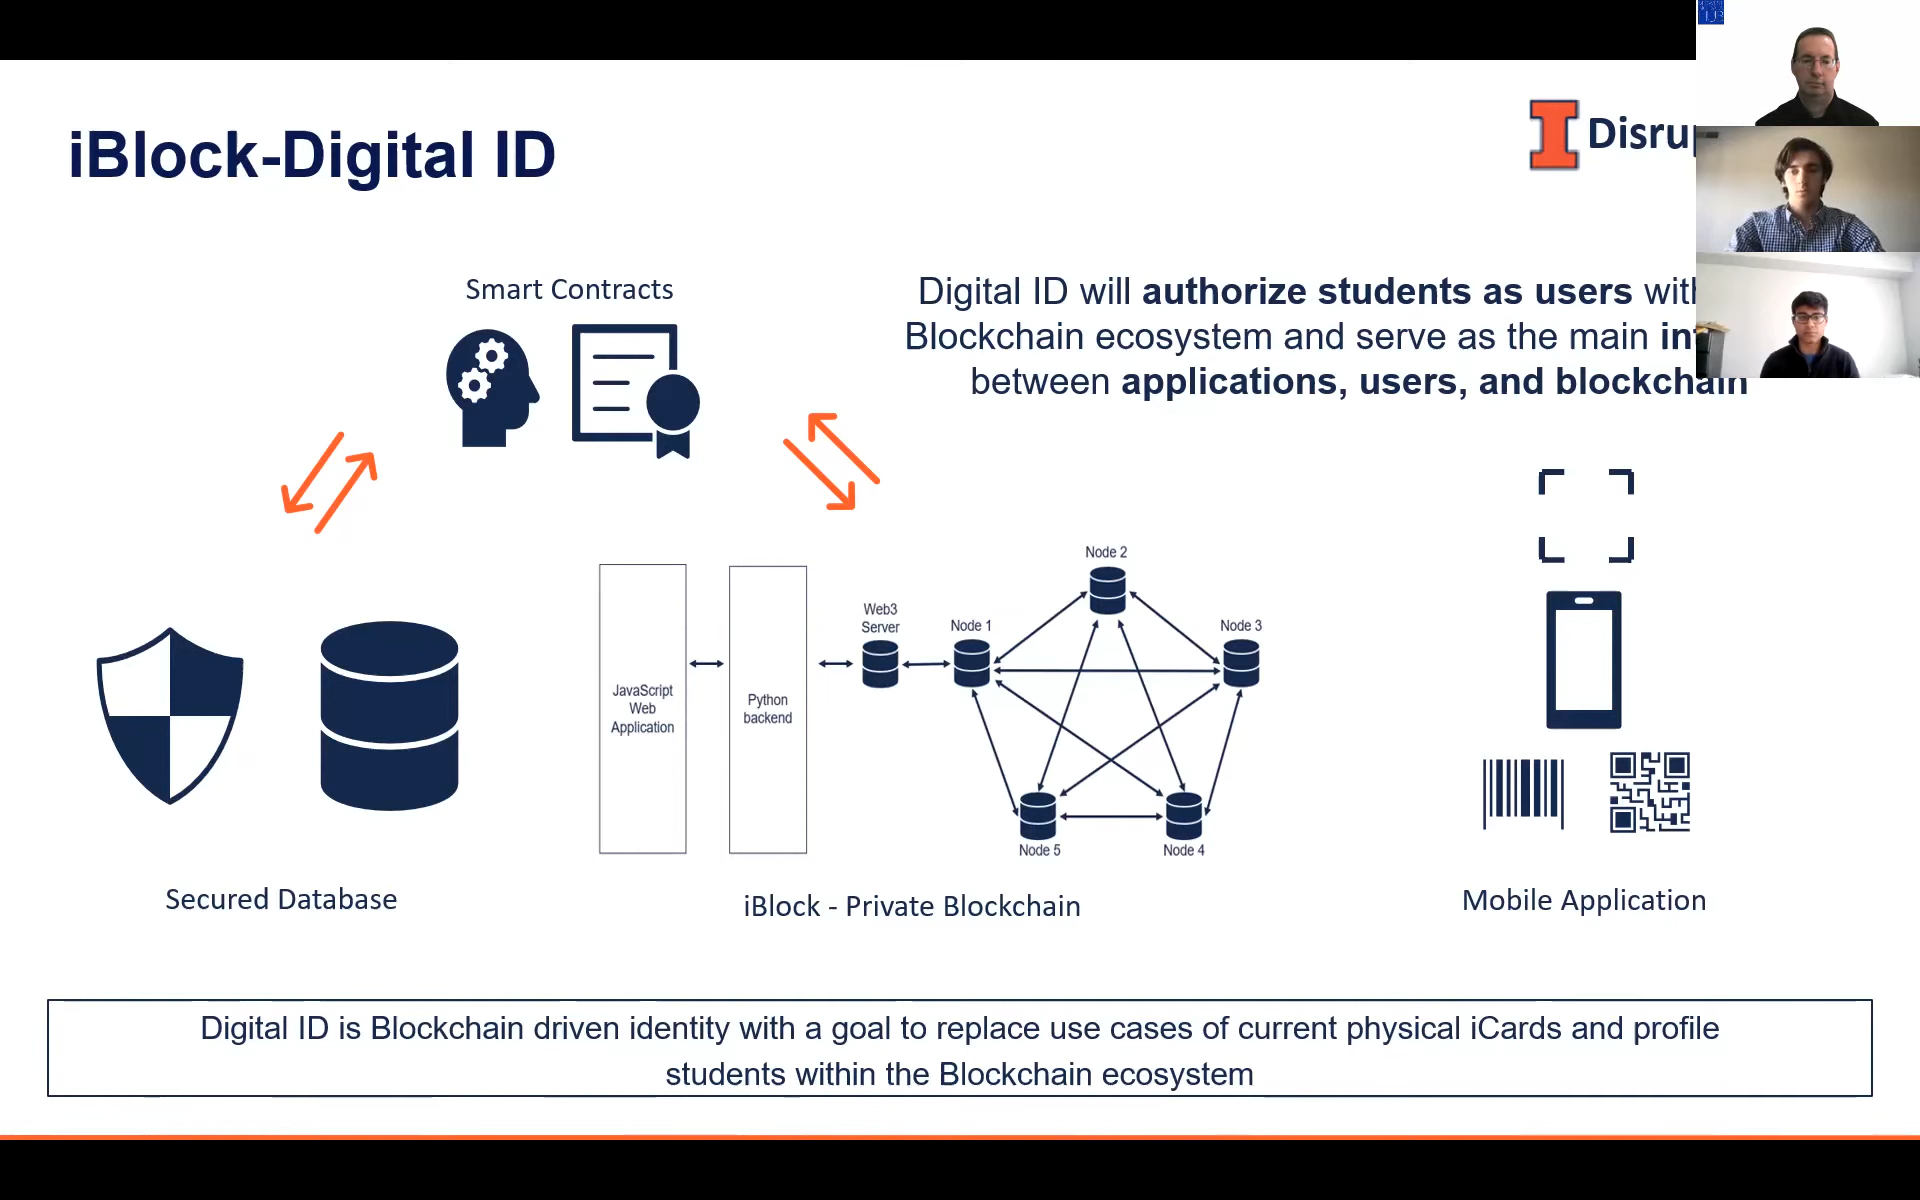 iBlock-Digital ID
I
Smart Contracts
Digital ID will authorize students as users
Blockchain ecosystem and serve as the main
between applications, users, and blockchain
Node 2
Web3
Server
Node 1
Node 3
JavaScript
Web
Application
Python
backend
Node 5
Node 4
Secured Database
iBlock - Private Blockchain
Mobile Application
Digital ID is Blockchain driven identity with a goal to replace use cases of current physical iCards and profile
students within the Blockchain ecosystem